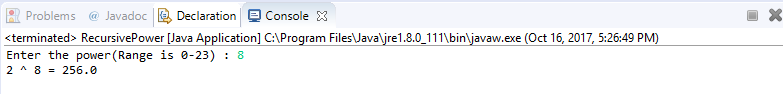 Problems @ Javadoc Declaration Console
<terminated> RecursivePower [Java Application] C:\Program Files\Java\jre1.8.0_111\bin\javaw.exe (Oct 16, 2017, 5:26:49 PM)
Enter the power(Range is 0-23) : 8
2 ^ 8 = 256.0